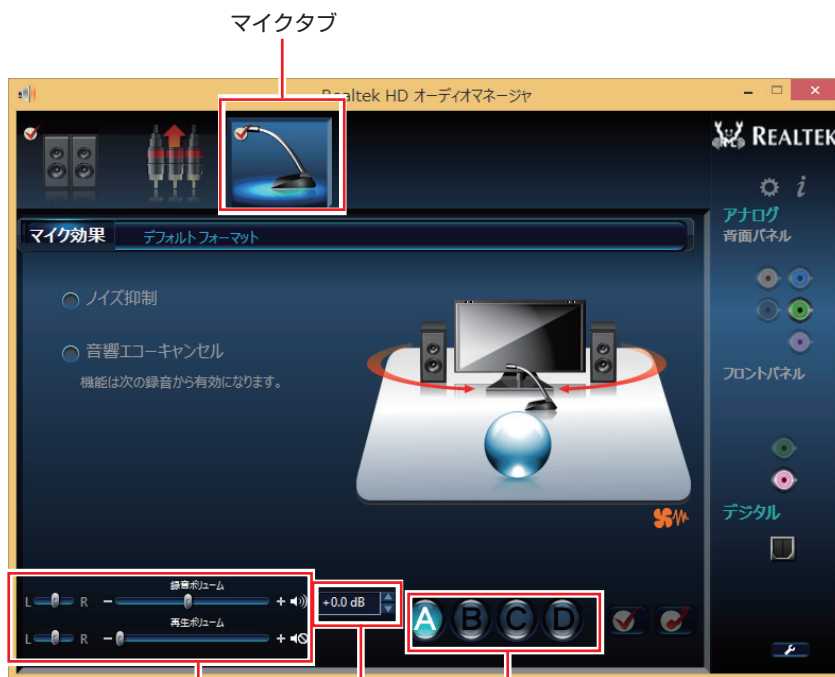 マイクタブ
Realtek HD オーディオマネージャ
REALTEK
i
アナログ
背面パネル
マイク効果 デフォルトフォーマット
ノイズ抑制
音響エコーキャンセル
機能は次の録音から有効になります。
フロントパネル
デジタル
録音ボリューム
L R - +
+0.0 dB
A B C D
再生ボリューム
L R - +